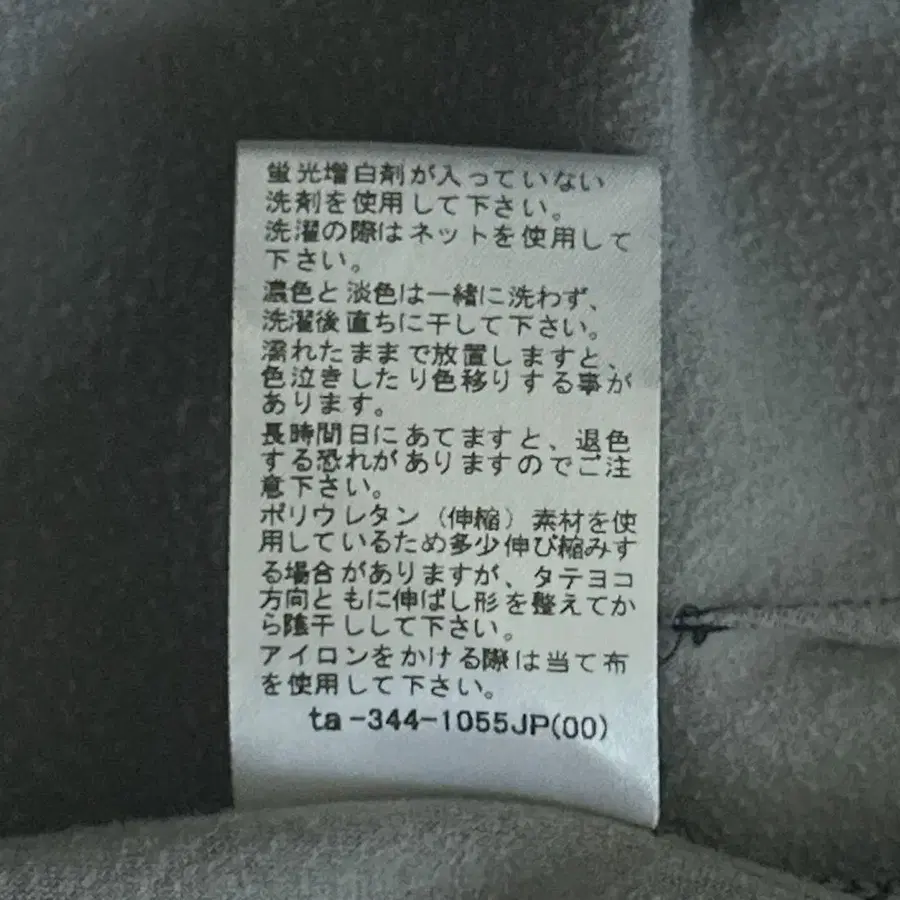 蛍光増白剤が入っていない
洗剤を使用して下さい。
洗濯の際はネットを使用して
下さい。
濃色と淡色は一緒に洗わず、
洗濯後直ちに干して下さい。
濡れたままで放置しますと、
色泣きしたり色移りする事が
あります。
長時間日にあてますと、退色
する恐れがありますのでご注
意下さい。
ポリウレタン（伸縮）素材を使
用しているため多少伸び縮みす
る場合がありますが、タテヨコ
方向ともに伸ばし形を整えてか
ら陰干しして下さい。
アイロンをかける際は当て布
を使用して下さい。
ta-344-1055JP(00)